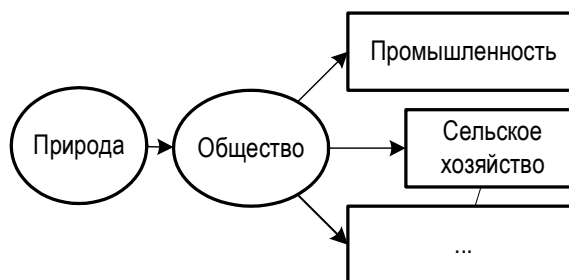 Промышленность
Природа
Общество
Сельское
хозяйство
...